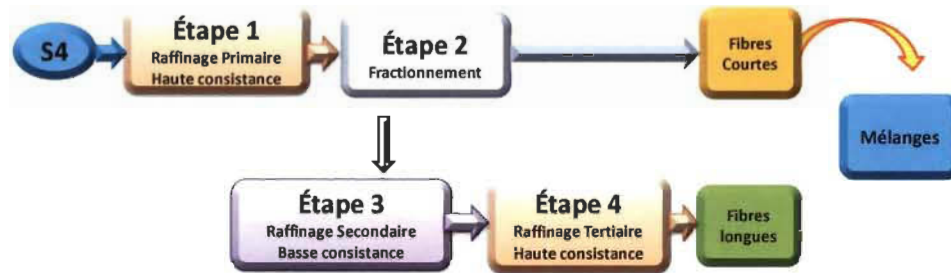 S4
Étape 1
Raffinage Primaire
Haute consistance
Étape 2
Fractionnement
Fibres
Courtes
Mélanges
Étape 3
Raffinage Secondaire
Basse consistance
Étape 4
Raffinage Tertiaire
Haute consistance
Fibres
longues